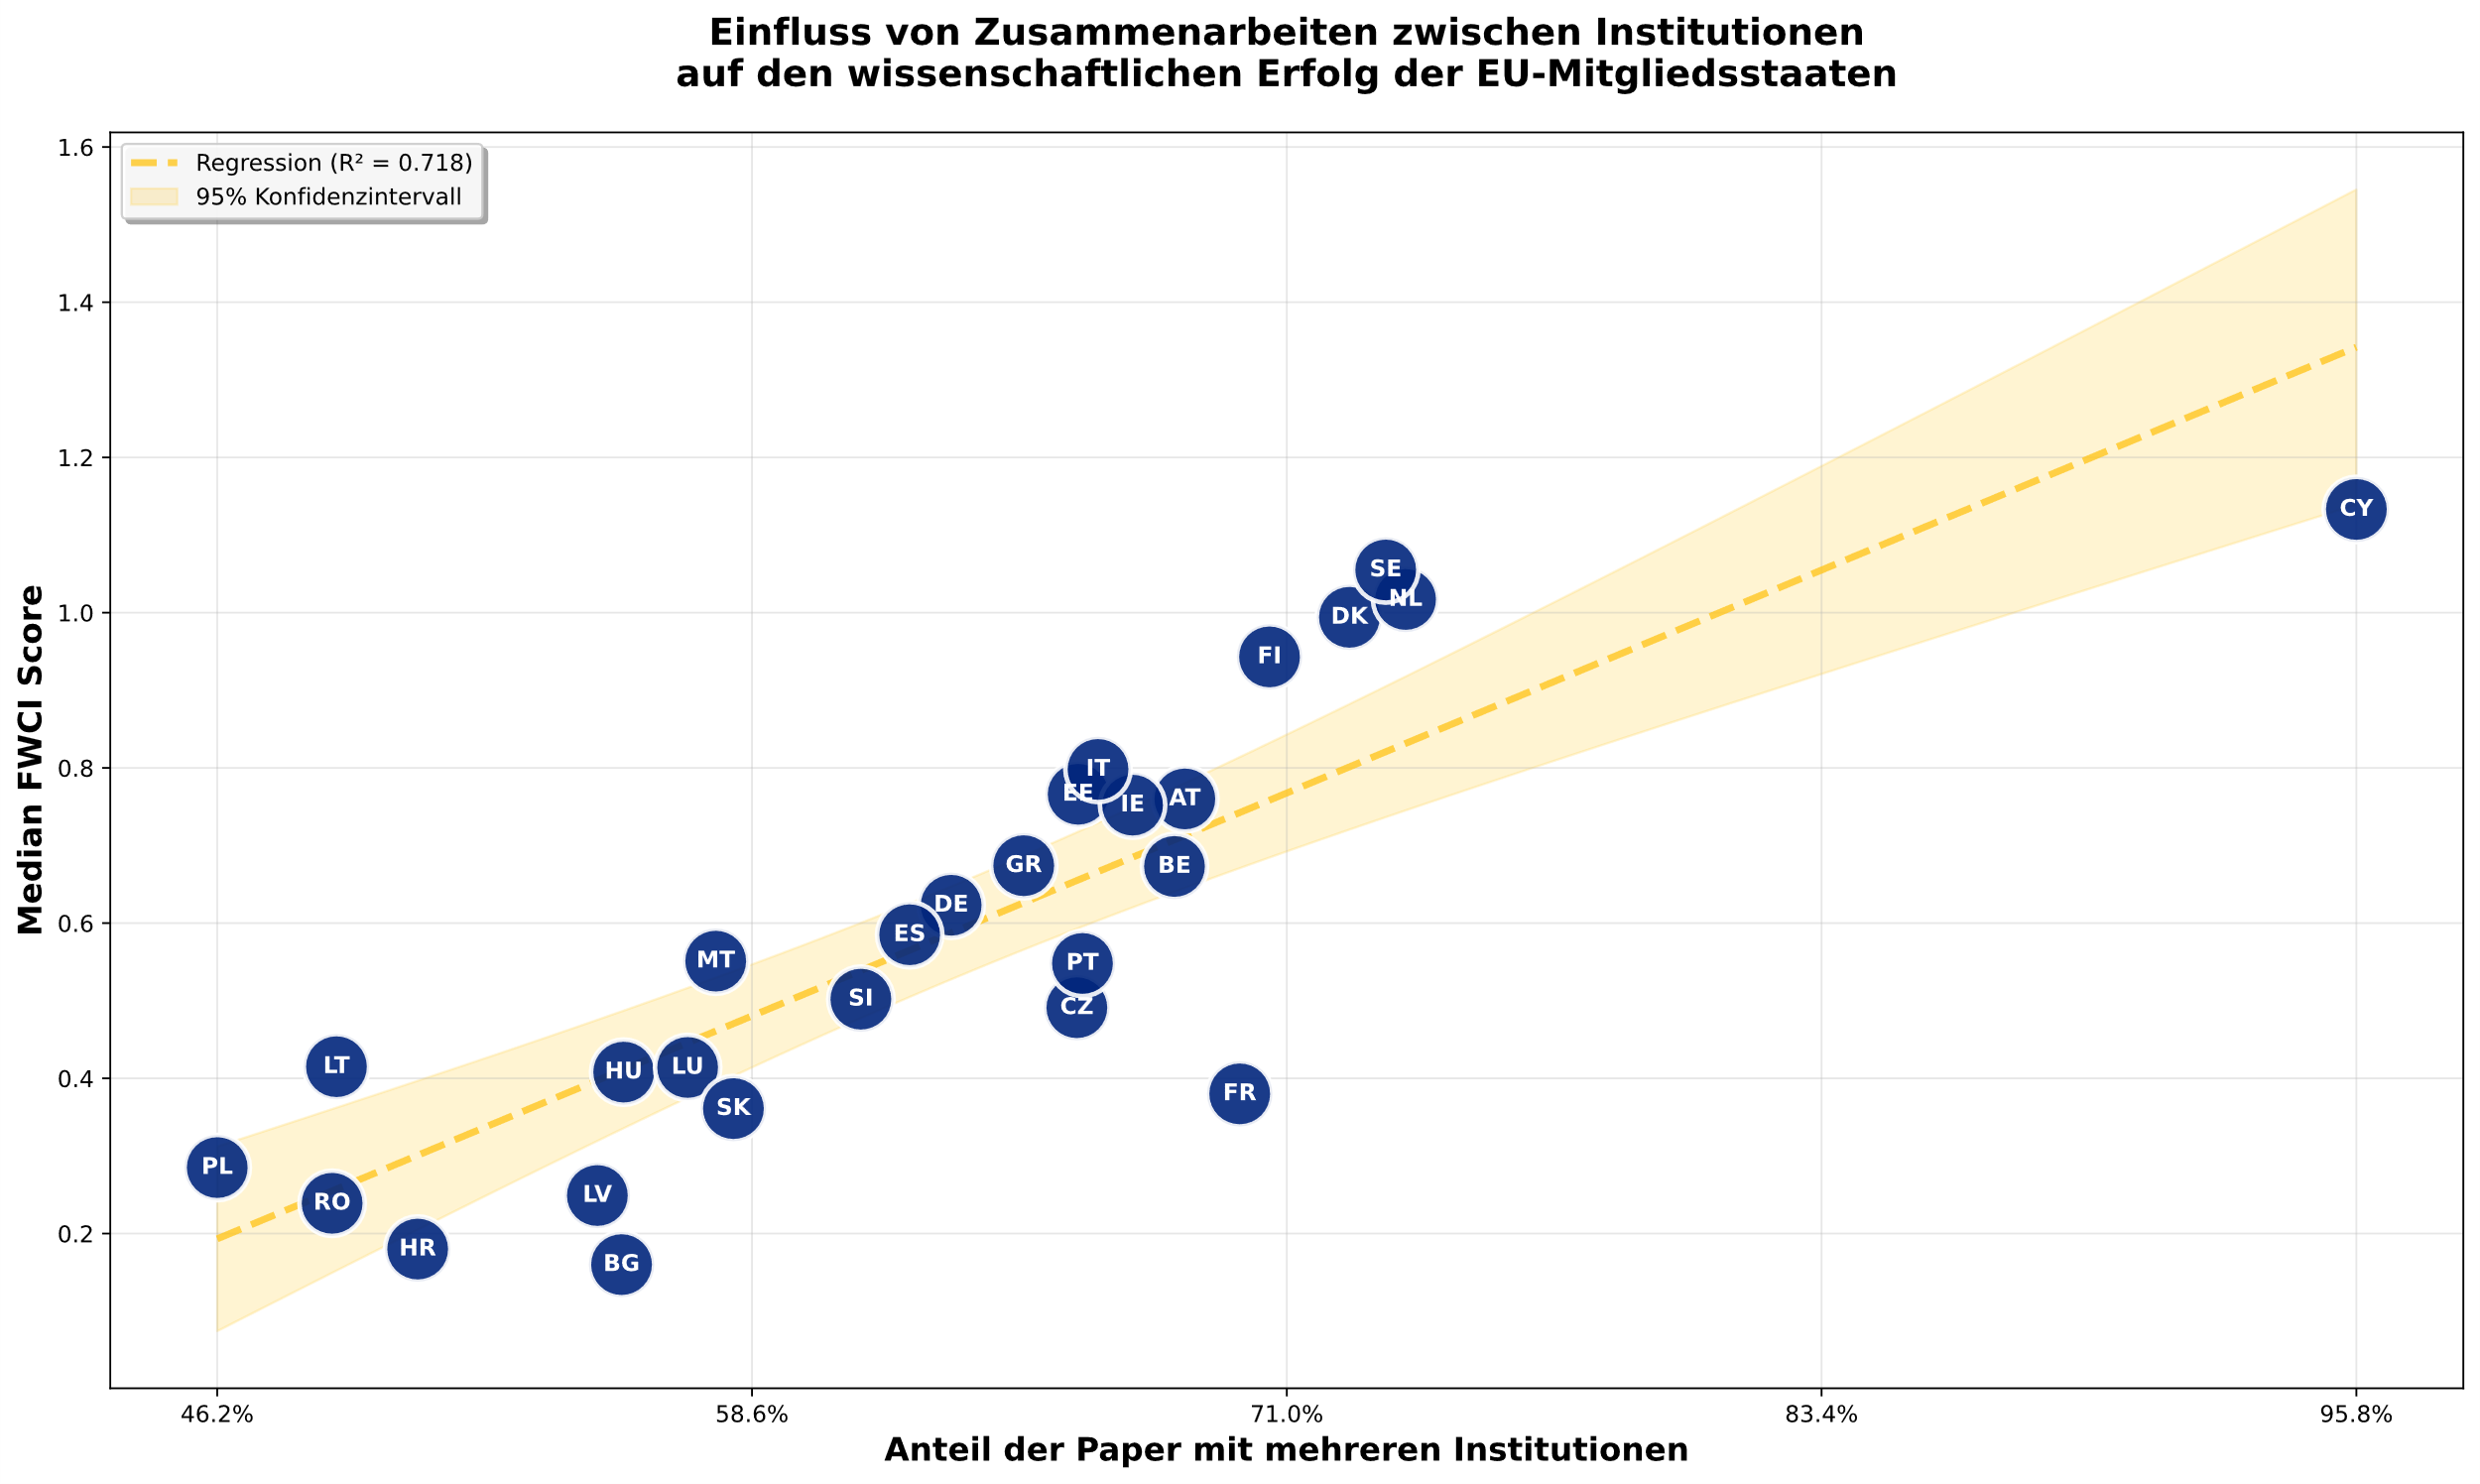 Einfluss von Zusammenarbeiten zwischen Institutionen
auf den wissenschaftlichen Erfolg der EU-Mitgliedsstaaten
Regression (R² = 0.718)
95% Konfidenzintervall
Median FWCI Score
1.6
1.4
1.2
1.0
0.8
0.6
0.4
0.2
CY
SE
NL
DK
FI
IT
EE
IE
AT
GR
BE
DE
ES
MT
PT
SI
CZ
LT
HU
LU
FR
SK
PL
RO
LV
HR
BG
46.2%
58.6%
71.0%
83.4%
95.8%
Anteil der Paper mit mehreren Institutionen